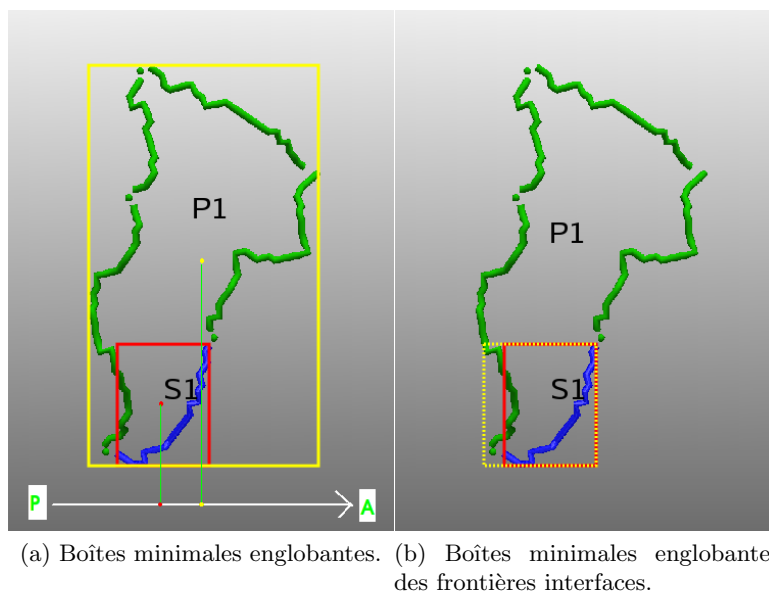 P1
S1
P
A
P1
S1
(a) Boîtes minimales englobantes.
(b) Boîtes minimales englobante
des frontières interfaces.